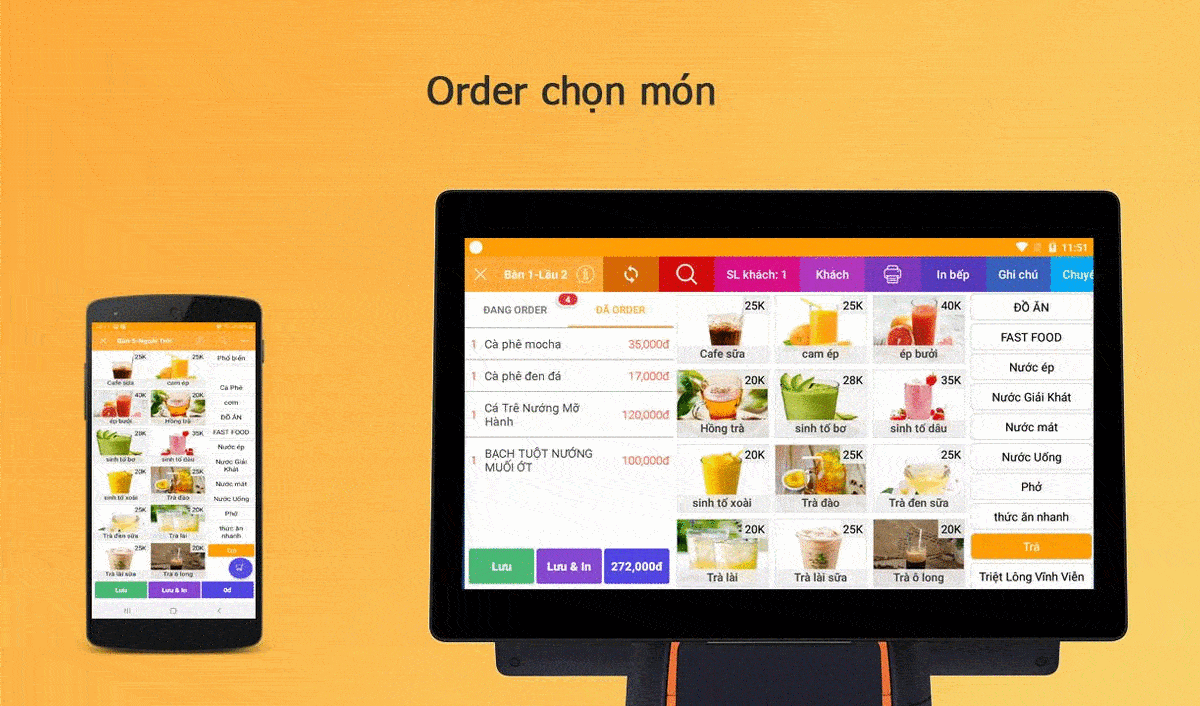 Order chọn món
11:51
Bàn 1-Lầu 2
SL khách: 1
Khách
In bếp
Ghi chú
Chuyể
ĐANG ORDER
4
ĐÃ ORDER
1 Cà phê mocha 35,000đ
1 Cà phê đen đá 17,000đ
1 Cá Trê Nướng Mỡ
Hành 120,000đ
1 BẠCH TUỘT NƯỚNG
MUỐI ỚT 100,000đ
Lưu
Lưu & In
272,000đ
25K
Cafe sữa
25K
cam ép
40K
ép bưởi
20K
Hồng trà
28K
sinh tố bơ
35K
sinh tố dâu
20K
sinh tố xoài
25K
Trà đào
25K
Trà đen sữa
20K
Trà lài
25K
Trà lài sữa
20K
Trà ô long
ĐỒ ĂN
FAST FOOD
Nước ép
Nước Giải Khát
Nước mát
Nước Uống
Phở
thức ăn nhanh
Trà
Triệt Lông Vĩnh Viên
Bàn 5-Ngoài Trời
25K
Cafe sữa
25K
cam ép
40K
ép bưởi
20K
Hồng trà
28K
sinh tố bơ
35K
sinh tố dâu
20K
sinh tố xoài
25K
Trà đào
25K
Trà đen sữa
20K
Trà lài
25K
Trà lài sữa
20K
Trà ô long
Phổ biến
Cà Phê
cơm
ĐỒ ĂN
FAST FOOD
Nước ép
Nước Giải
Khát
Nước mát
Nước Uống
Phở
thức ăn
nhanh
Trà
Lưu
Lưu & In
0đ